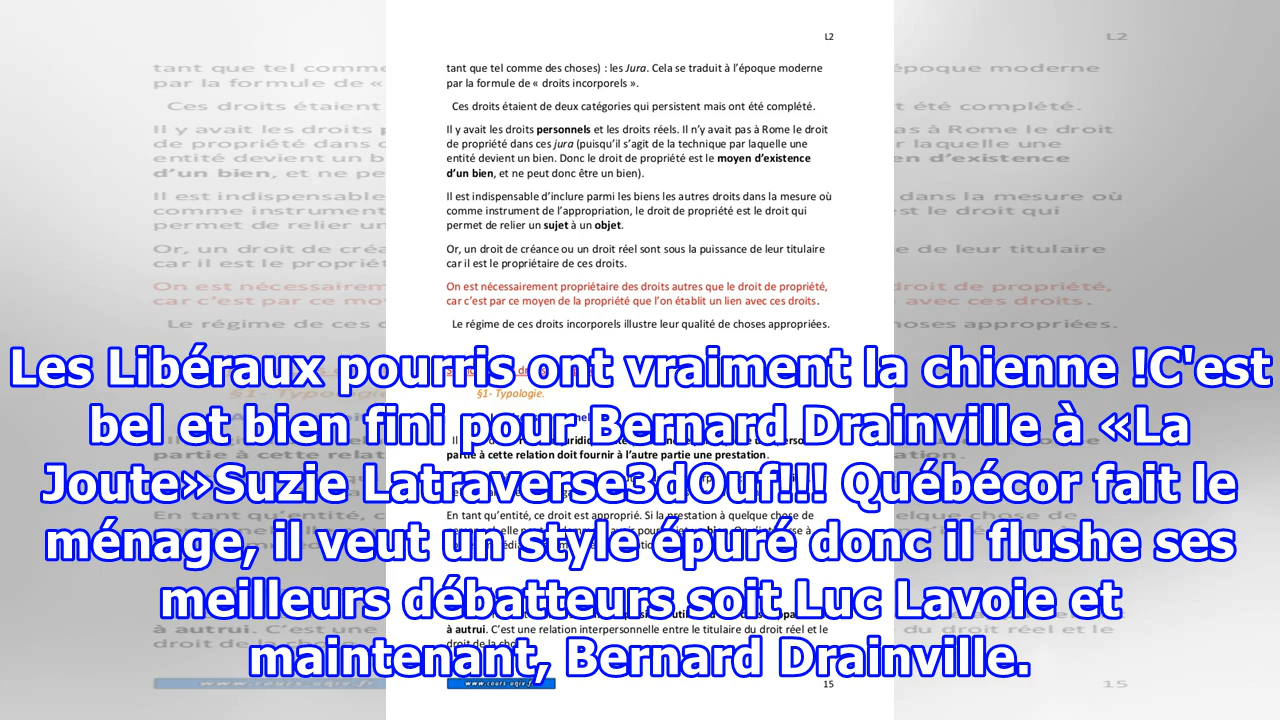 L2
tant que tel comme des choses) : les Jura. Cela se traduit à l'époque moderne
par la formule de « droits incorporels ».
Ces droits étaient de deux catégories qui persistent mais ont été complété.
Il y avait les droits personnels et les droits réels. Il n'y avait pas à Rome le droit
de propriété dans ces jura (puisqu'il s'agit de la technique par laquelle une
entité devient un bien. Donc le droit de propriété est le moyen d'existence
d'un bien, et ne peut donc être un bien).
Il est indispensable d'inclure parmi les biens les autres droits dans la mesure où
comme instrument de l'appropriation, le droit de propriété est le droit qui
permet de relier un sujet à un objet.
Or, un droit de créance ou un droit réel sont sous la puissance de leur titulaire
car il est le propriétaire de ces droits.
On est nécessairement propriétaire des droits autres que le droit de propriété,
car c'est par ce moyen de la propriété que l'on établit un lien avec ces droits.
Le régime de ces droits incorporels illustre leur qualité de choses appropriées.
Les Libéraux pourris ont vraiment la chienne !C'est
§1- Typologie.
bel et bien fini pour Bernard Drainville à «La
partie à cette relation doit fournir à l'autre partie une prestation.
Joute»Suzie Latraverse3dOuf!!! Québécor fait le
En tant qu'entité, ce droit est approprié. Si la prestation à quelque chose de
ménage, il veut un style épuré donc il flushe ses
meilleurs débatteurs soit Luc Lavoie et
à autrui. C'est une relation interpersonnelle entre le titulaire du droit réel et le
maintenant, Bernard Drainville.
15